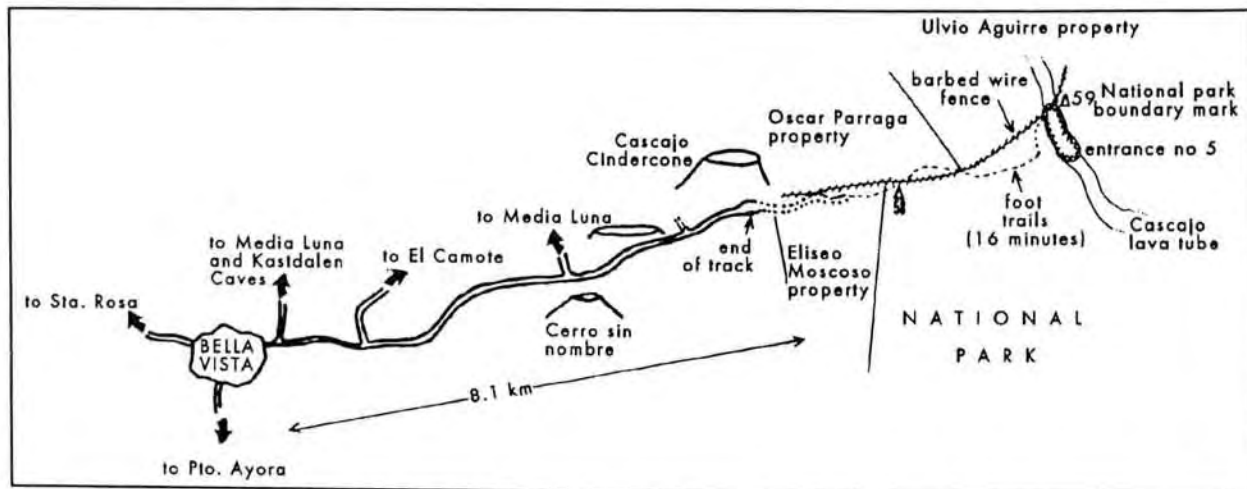 Ulvio Aguirre property
barbed wire
fence
59
National park
boundary mark
entrance no 5
Oscar Parraga
property
Cascajo
Cindercone
foot
trails
(16 minutes)
Cascajo
lava tube
to Media Luna
end
of track
Eliseo
Moscoso
property
to Media Luna
and Kastdalen
Caves
to El Camote
to Sta. Rosa
BELLA
VISTA
Cerro sin
nombre
NATIONAL
PARK
8.1 km
to Pto. Ayora